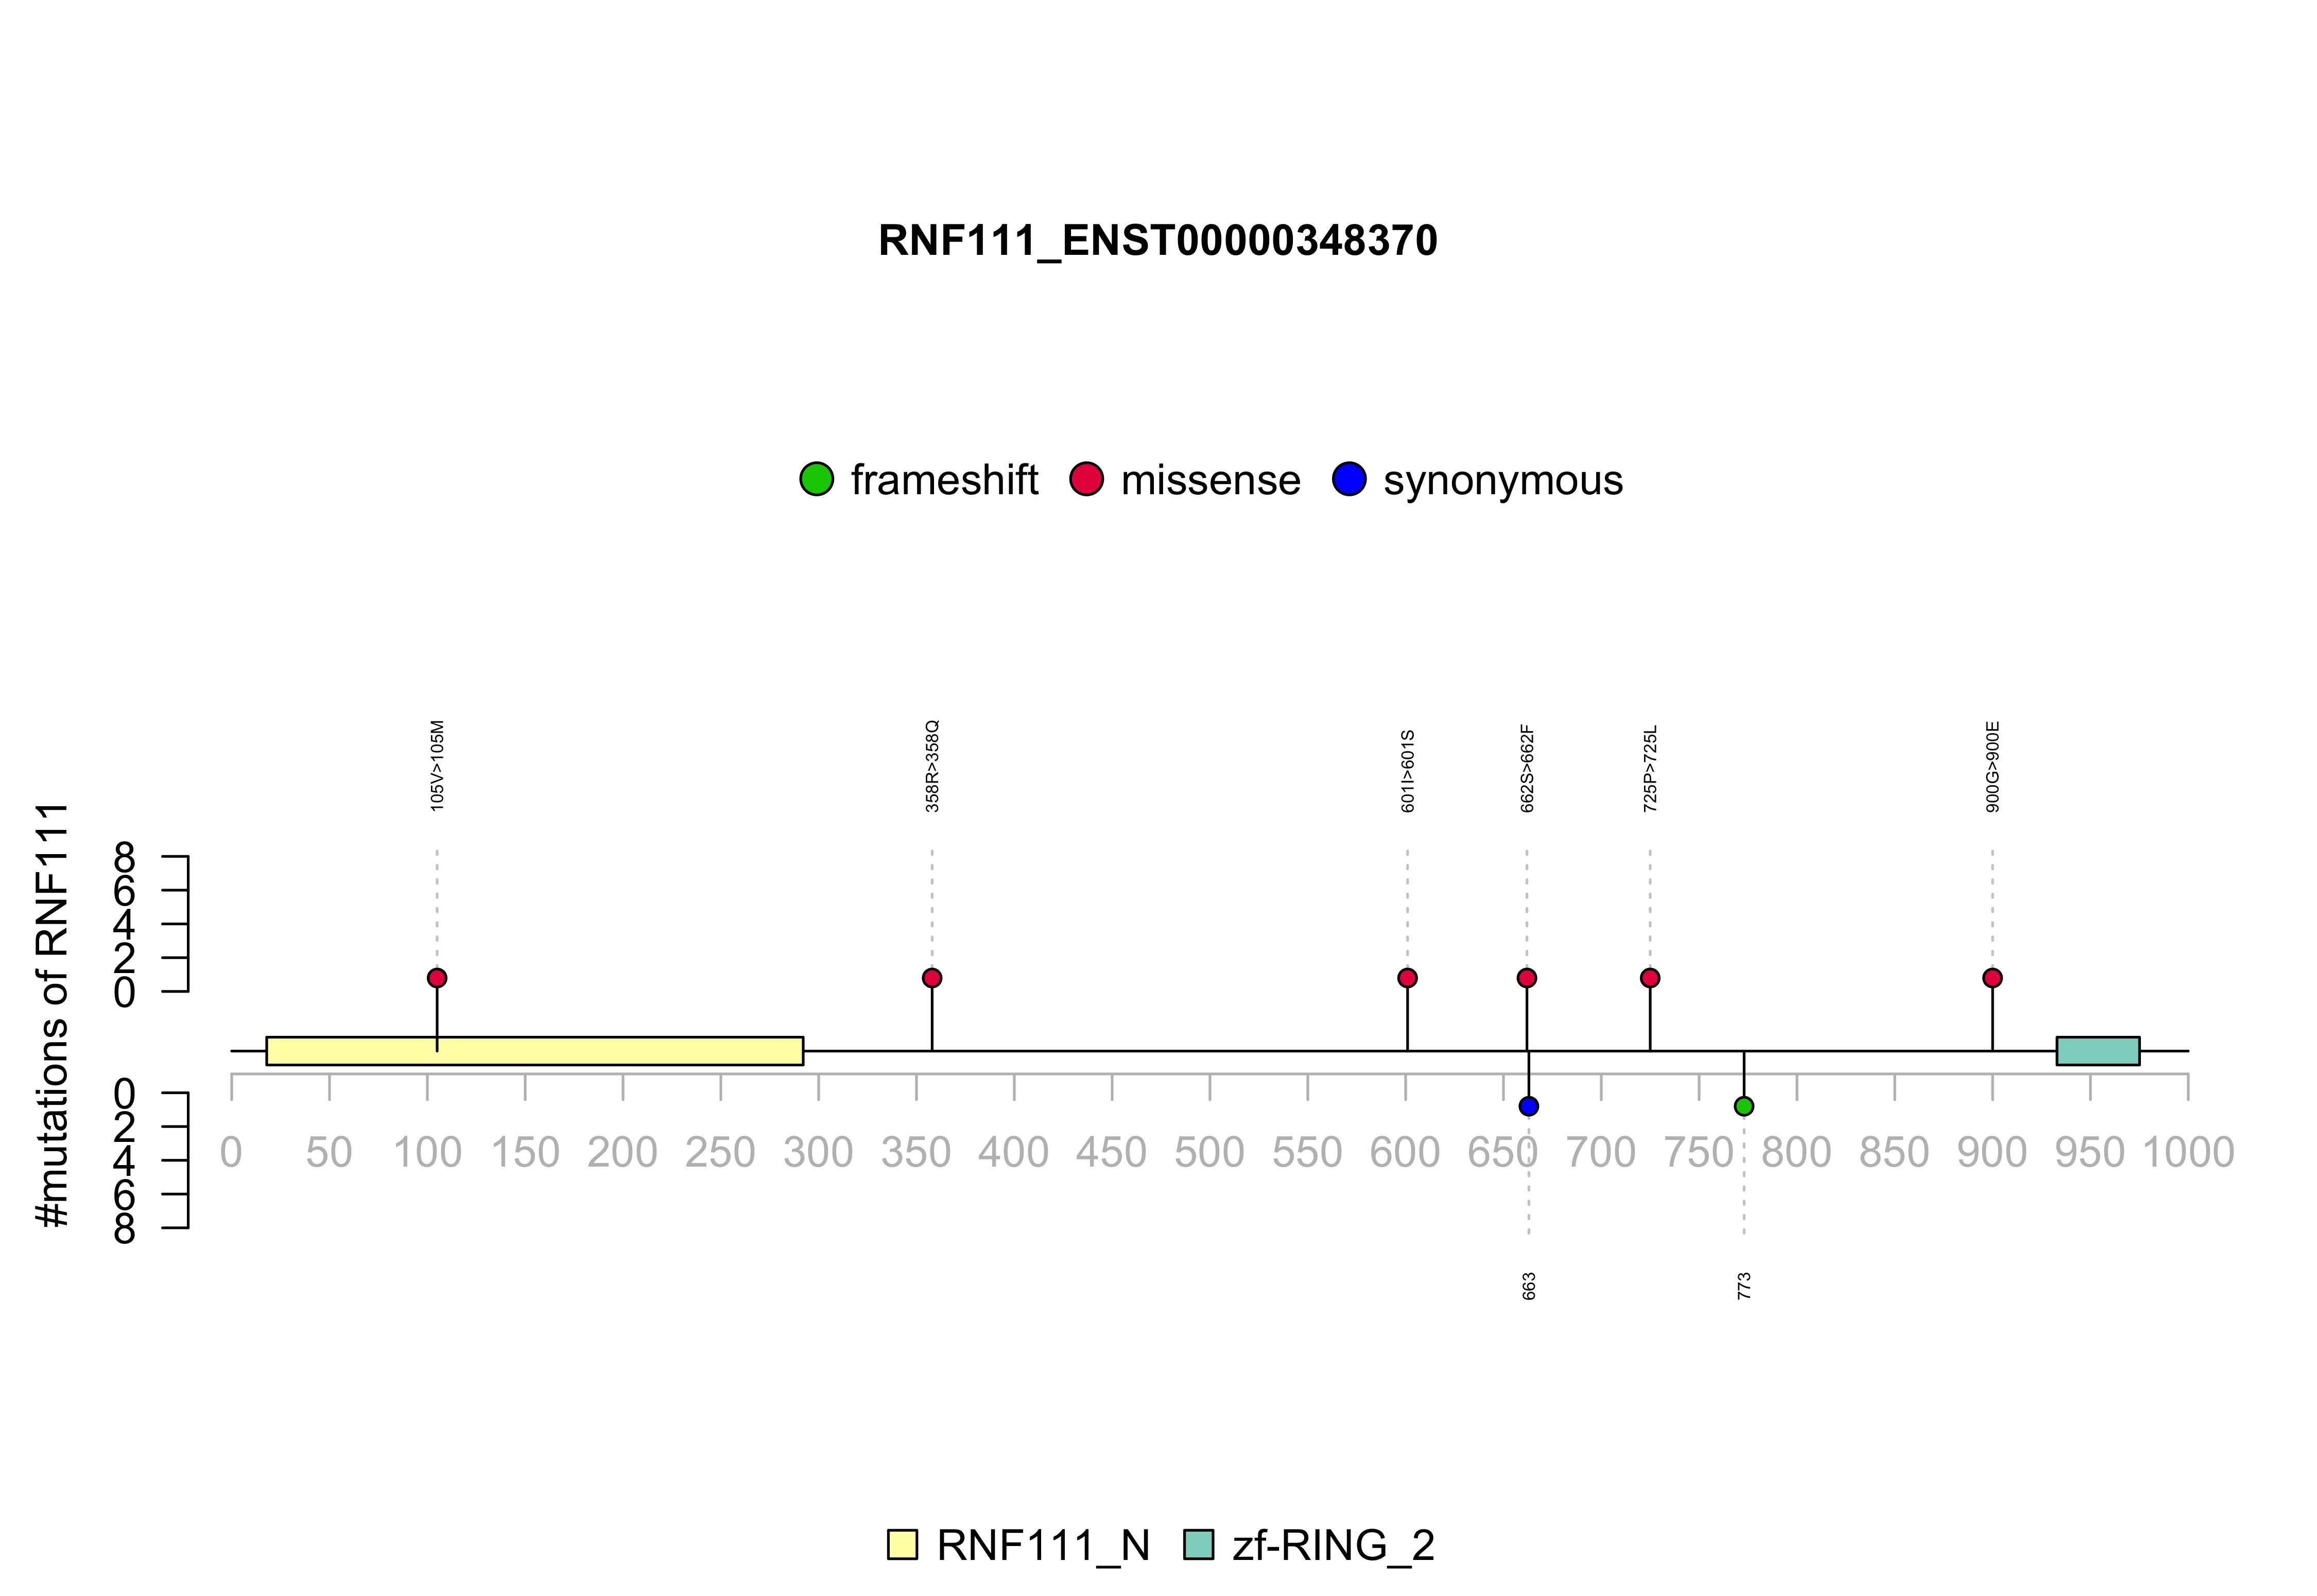 RNF111_ENST00000348370
frameshift missense synonymous
105V>105M 358R>358Q 601I>601S 662S>662F 725P>725L 900G>900E
#mutations of RNF111
8
6
4
2
0
0
2
4
6
8
0 50 100 150 200 250 300 350 400 450 500 550 600 650 700 750 800 850 900 950 1000
663 773
RNF111_N zf-RING_2